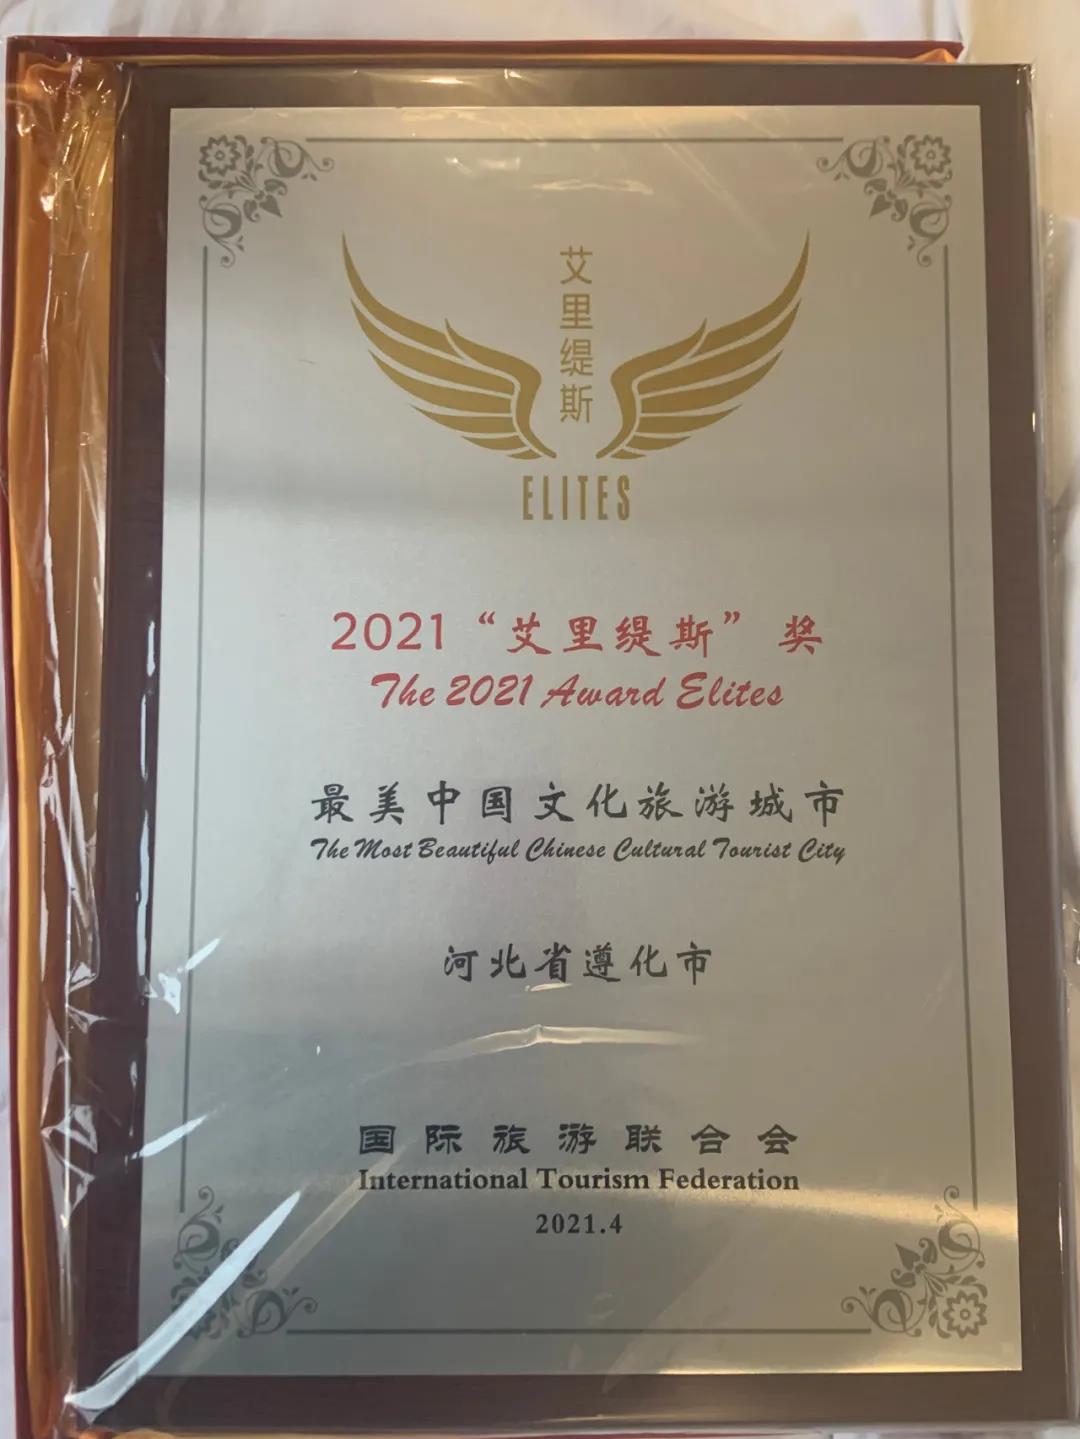 艾里缇斯
ELITES
2021“艾里缇斯”奖
The 2021 Award Elites
最美中国文化旅游城市
The Most Beautiful Chinese Cultural Tourist City
河北省遵化市
国际旅游联合会
International Tourism Federation
2021.4